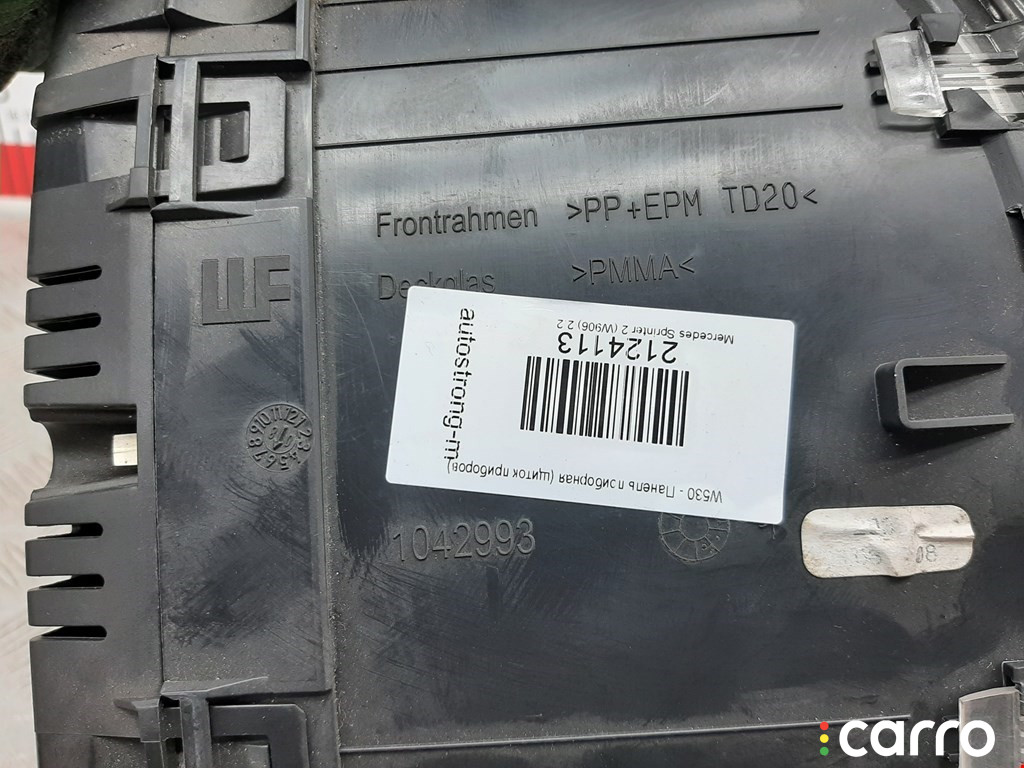 Frontrahmen >PP+EPM TD20<
Deckglas >PMMA<
autostrong-m
Mercedes Sprinter 2 (W906) 2.2
2124113
W530 - Панель приборная (щиток приборов)
1042993
carro